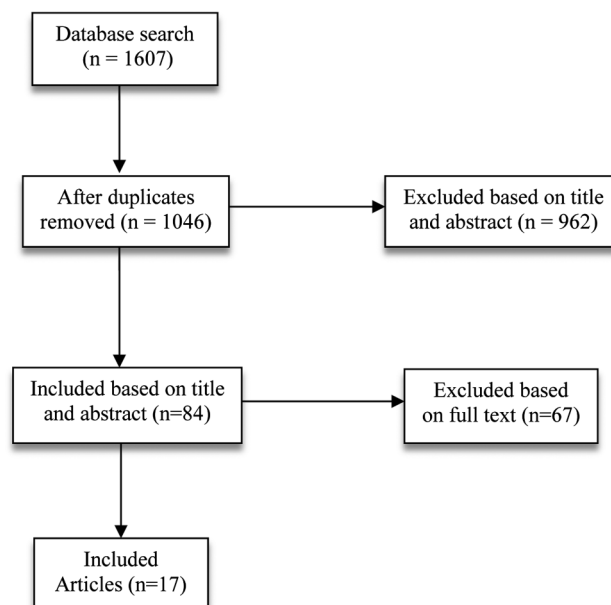 Database search
(n = 1607)
After duplicates
removed (n = 1046)
Excluded based on title
and abstract (n = 962)
Included based on title
and abstract (n=84)
Excluded based
on full text (n=67)
Included
Articles (n=17)